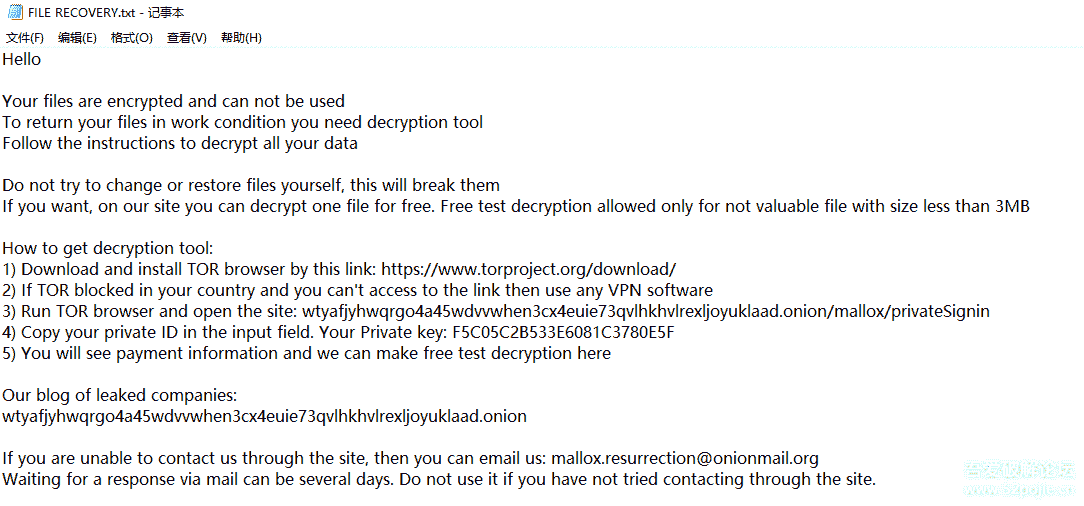 FILE RECOVERY.txt - 记事本
文件(F) 编辑(E) 格式(O) 查看(V) 帮助(H)
Hello
Your files are encrypted and can not be used
To return your files in work condition you need decryption tool
Follow the instructions to decrypt all your data
Do not try to change or restore files yourself, this will break them
If you want, on our site you can decrypt one file for free. Free test decryption allowed only for not valuable file with size less than 3MB
How to get decryption tool:
1) Download and install TOR browser by this link: https://www.torproject.org/download/
2) If TOR blocked in your country and you can't access to the link then use any VPN software
3) Run TOR browser and open the site: wtyafjyhwqrgo4a45wdvvwhen3cx4euie73qvlhkhvlrexljoyuklaad.onion/mallox/privateSignin
4) Copy your private ID in the input field. Your Private key: F5C05C2B533E6081C3780E5F
5) You will see payment information and we can make free test decryption here
Our blog of leaked companies:
wtyafjyhwqrgo4a45wdvvwhen3cx4euie73qvlhkhvlrexljoyuklaad.onion
If you are unable to contact us through the site, then you can email us: mallox.resurrection@onionmail.org
Waiting for a response via mail can be several days. Do not use it if you have not tried contacting through the site.
吾爱破解论坛
www.52pojie.cn